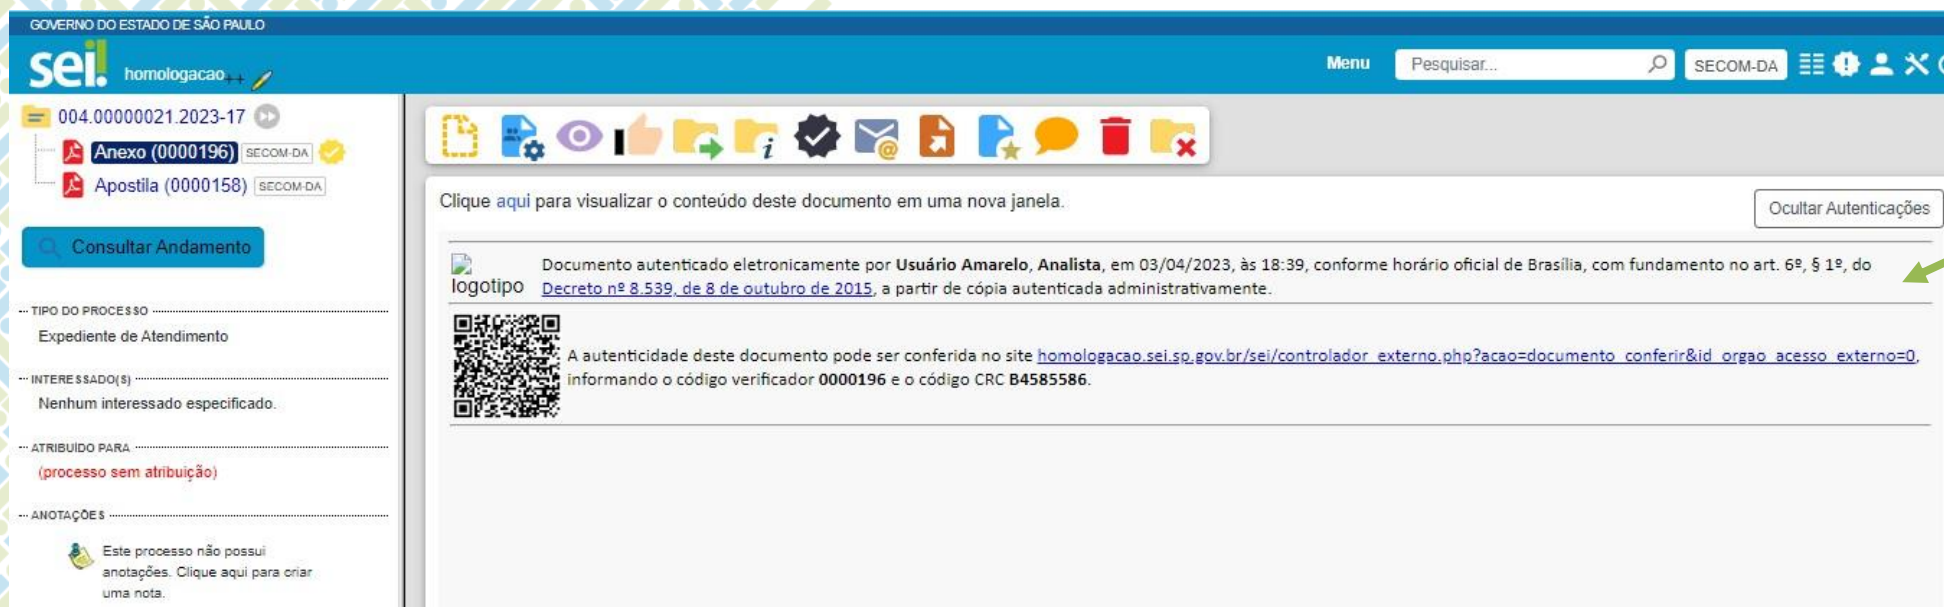 GOVERNO DO ESTADO DE SÃO PAULO
sei!
homologacao++
Menu
Pesquisar...
SECOM-DA
004.00000021.2023-17
Anexo (0000196) SECOM-DA
Apostila (0000158) SECOM-DA
Consultar Andamento
TIPO DO PROCESSO
Expediente de Atendimento
INTERESSADO(S)
Nenhum interessado especificado.
ATRIBUÍDO PARA
(processo sem atribuição)
ANOTAÇÕES
Este processo não possui
anotações. Clique aqui para criar
uma nota.
Clique aqui para visualizar o conteúdo deste documento em uma nova janela.
Ocultar Autenticações
logotipo
Documento autenticado eletronicamente por Usuário Amarelo, Analista, em 03/04/2023, às 18:39, conforme horário oficial de Brasília, com fundamento no art. 6º, § 1º, do
Decreto nº 8.539, de 8 de outubro de 2015, a partir de cópia autenticada administrativamente.
A autenticidade deste documento pode ser conferida no site homologacao.sei.sp.gov.br/sei/controlador_externo.php?acao=documento_conferir&id_orgao_acesso_externo=0,
informando o código verificador 0000196 e o código CRC B4585586.